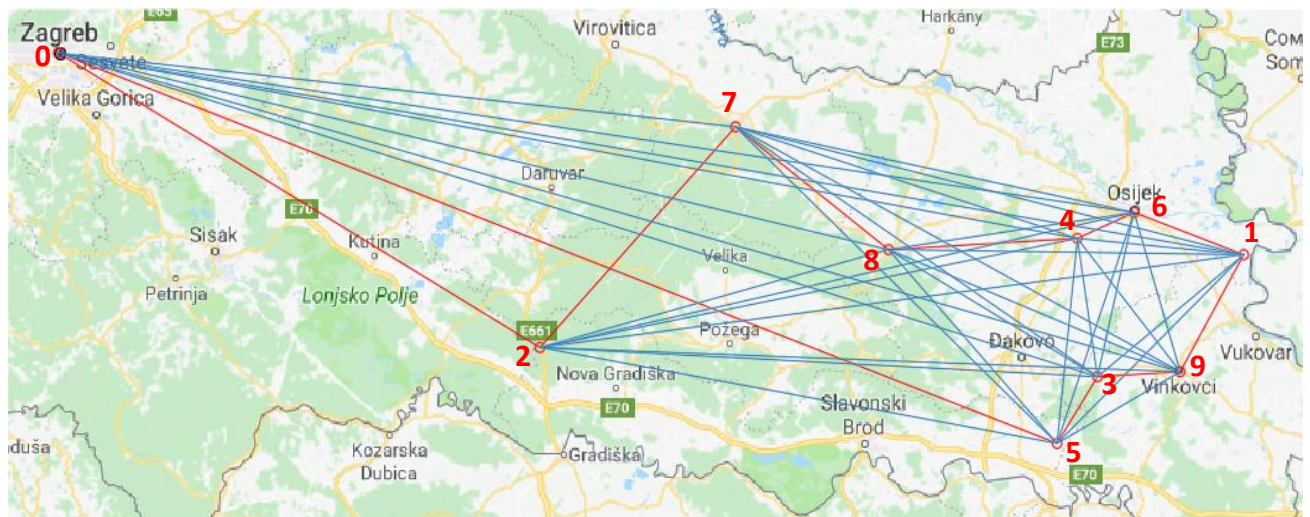 E65
Harkány
Zagreb
0
Sesvete
Virovitica
E73
Velika Gorica
7
Daruvar
Osijek
6
E70
4
1
Sisak
Kutina
8
Velika
Petrinja
Lonjsko Polje
E661
2
Požega
Đakovo
Vukovar
Nova Gradiška
9
3
Vinkovci
E70
Slavonski
Brod
Kozarska
Dubica
Gradiška
5
E70